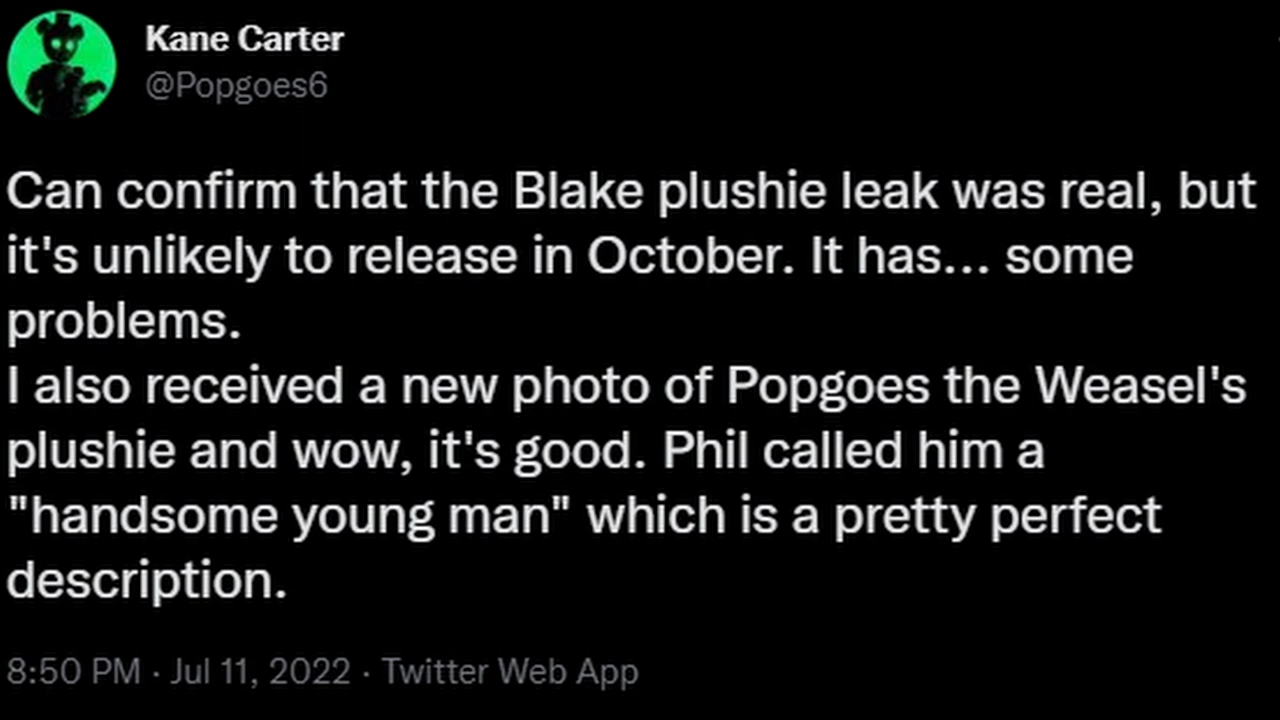 Kane Carter
@Popgoes6
Can confirm that the Blake plushie leak was real, but
it's unlikely to release in October. It has... some
problems.
I also received a new photo of Popgoes the Weasel's
plushie and wow, it's good. Phil called him a
"handsome young man" which is a pretty perfect
description.
8:50 PM · Jul 11, 2022 · Twitter Web App